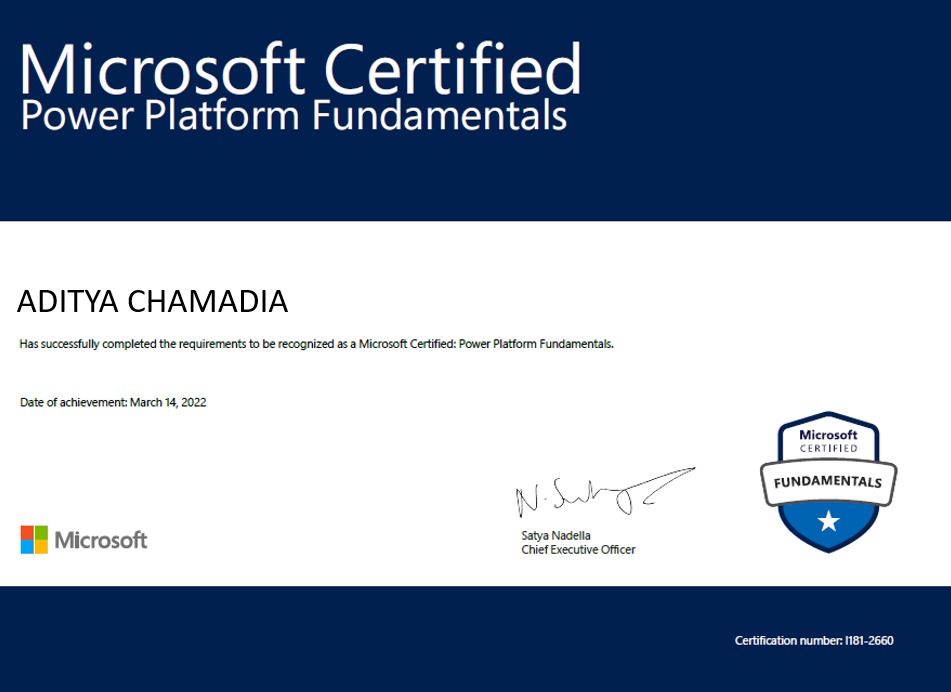 Microsoft Certified
Power Platform Fundamentals
ADITYA CHAMADIA
Has successfully completed the requirements to be recognized as a Microsoft Certified: Power Platform Fundamentals.
Date of achievement: March 14, 2022
Microsoft
CERTIFIED
FUNDAMENTALS
N. Satya
Satya Nadella
Chief Executive Officer
Microsoft
Certification number: I181-2660